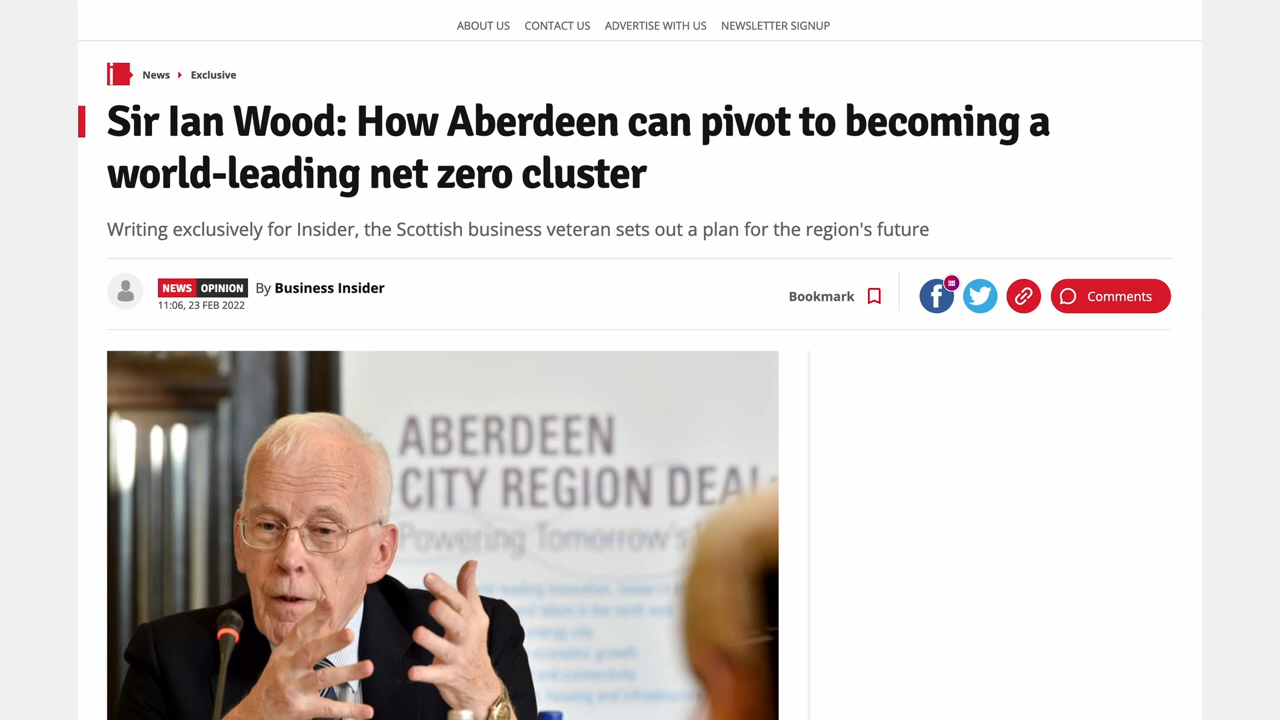 ABOUT US CONTACT US ADVERTISE WITH US NEWSLETTER SIGNUP
News Exclusive
Sir Ian Wood: How Aberdeen can pivot to becoming a
world-leading net zero cluster
Writing exclusively for Insider, the Scottish business veteran sets out a plan for the region's future
NEWS OPINION By Business Insider
11:06, 23 FEB 2022
Bookmark
Comments
ABERDEEN
CITY REGION DEAL:
Powering Tomorrow's